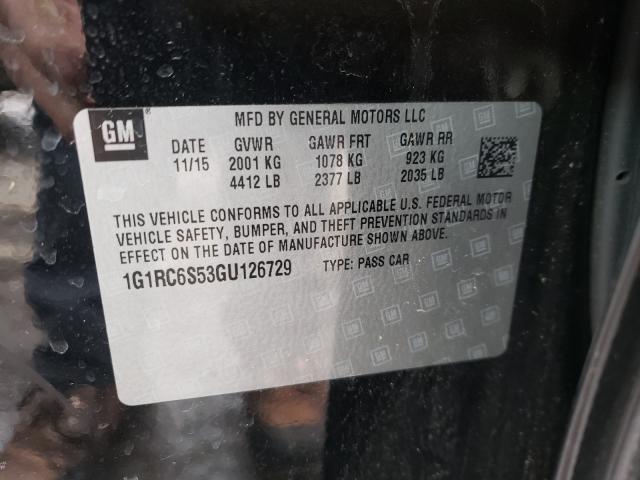 GM
MFD BY GENERAL MOTORS LLC
DATE GVWR GAWR FRT GAWR RR
11/15 2001 KG 1078 KG 923 KG
4412 LB 2377 LB 2035 LB
THIS VEHICLE CONFORMS TO ALL APPLICABLE U.S. FEDERAL MOTOR
VEHICLE SAFETY, BUMPER, AND THEFT PREVENTION STANDARDS IN
EFFECT ON THE DATE OF MANUFACTURE SHOWN ABOVE.
1G1RC6S53GU126729 TYPE: PASS CAR